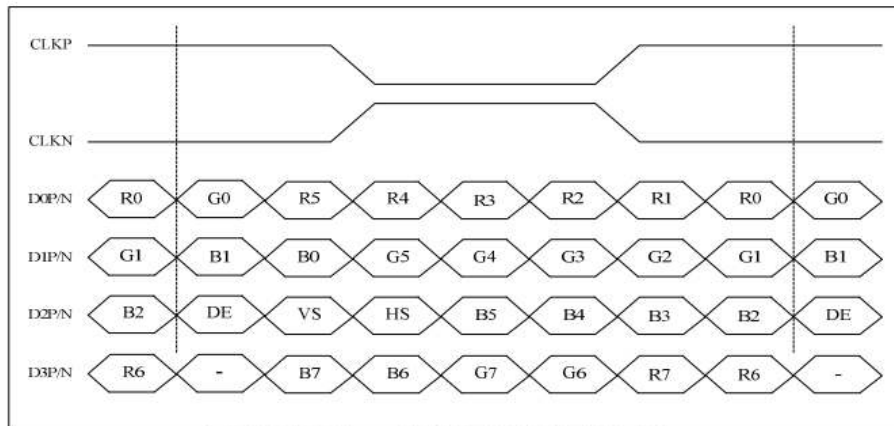 CLKP
CLKN
D0P/N R0 G0 R5 R4 R3 R2 R1 R0 G0
D1P/N G1 B1 B0 G5 G4 G3 G2 G1 B1
D2P/N B2 DE VS HS B5 B4 B3 B2 DE
D3P/N R6 - B7 B6 G7 G6 R7 R6 -